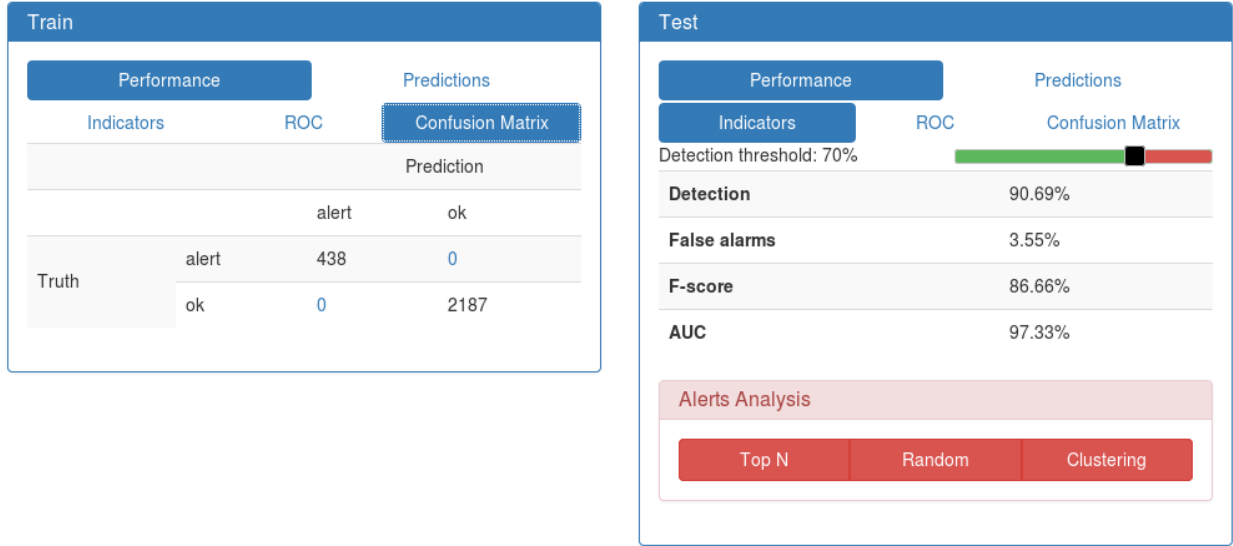 Train
Performance Predictions
Indicators ROC Confusion Matrix
Prediction
alert ok
Truth alert 438 0
ok 0 2187
Test
Performance Predictions
Indicators ROC Confusion Matrix
Detection threshold: 70%
Detection 90.69%
False alarms 3.55%
F-score 86.66%
AUC 97.33%
Alerts Analysis
Top N Random Clustering